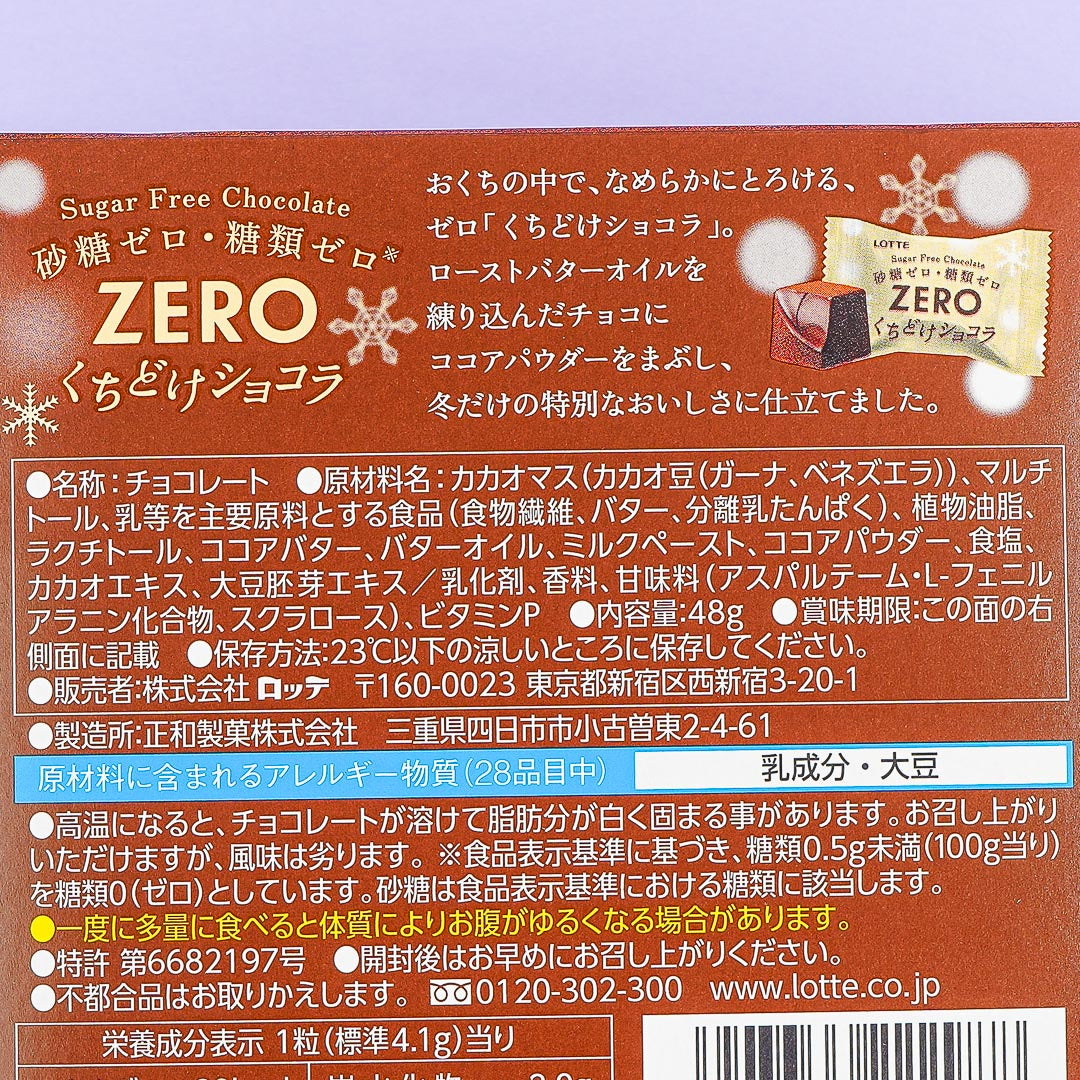 Sugar Free Chocolate
砂糖ゼロ・糖類ゼロ※
ZERO
くちどけショコラ
おくちの中で、なめらかにとろける、
ゼロ「くちどけショコラ」。
ローストバターオイルを
練り込んだチョコに
ココアパウダーをまぶし、
冬だけの特別なおいしさに仕立てました。
LOTTE
Sugar Free Chocolate
砂糖ゼロ・糖類ゼロ
ZERO
くちどけショコラ
●名称：チョコレート ●原材料名：カカオマス（カカオ豆（ガーナ、ベネズエラ））、マルチ
トール、乳等を主要原料とする食品（食物繊維、バター、分離乳たんぱく）、植物油脂、
ラクチトール、ココアバター、バターオイル、ミルクペースト、ココアパウダー、食塩、
カカオエキス、大豆胚芽エキス／乳化剤、香料、甘味料（アスパルテーム・L-フェニル
アラニン化合物、スクラロース）、ビタミンP ●内容量:48g ●賞味期限:この面の右
側面に記載 ●保存方法:23℃以下の涼しいところに保存してください。
●販売者:株式会社 ロッテ 〒160-0023 東京都新宿区西新宿3-20-1
●製造所:正和製菓株式会社 三重県四日市市小古曽東2-4-61
原材料に含まれるアレルギー物質（28品目中） 乳成分・大豆
●高温になると、チョコレートが溶けて脂肪分が白く固まる事があります。お召し上がり
いただけますが、風味は劣ります。 ※食品表示基準に基づき、糖類0.5g未満（100g当り）
を糖類0（ゼロ）としています。砂糖は食品表示基準における糖類に該当します。
●一度に多量に食べると体質によりお腹がゆるくなる場合があります。
●特許 第6682197号 ●開封後はお早めにお召し上がりください。
●不都合品はお取りかえします。 0120-302-300 www.lotte.co.jp
栄養成分表示 1粒（標準4.1g）当り